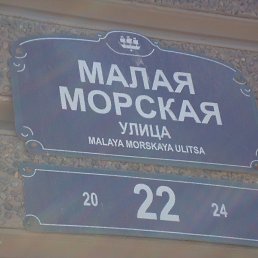 МАЛАЯ
МОРСКАЯ
УЛИЦА
MALAYA MORSKAYA ULITSA
20 22 24